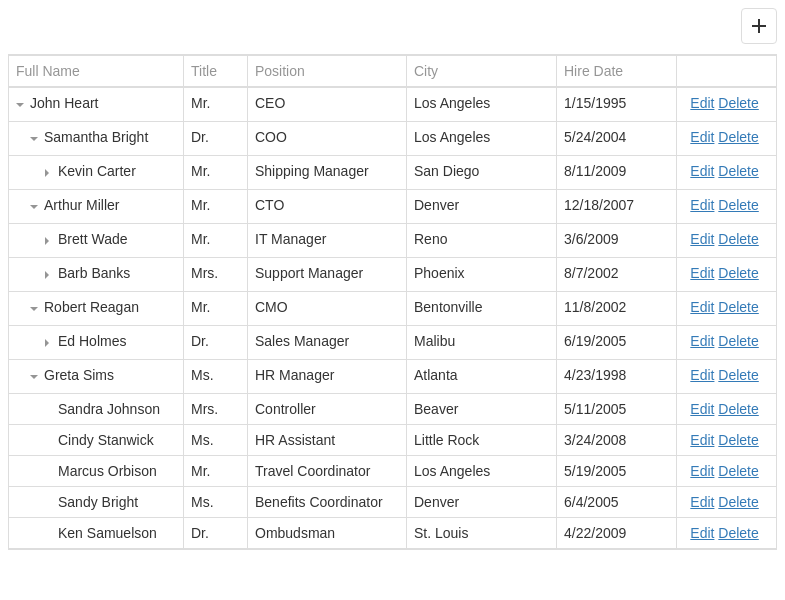 Full Name Title Position City Hire Date
John Heart Mr. CEO Los Angeles 1/15/1995 Edit Delete
Samantha Bright Dr. COO Los Angeles 5/24/2004 Edit Delete
Kevin Carter Mr. Shipping Manager San Diego 8/11/2009 Edit Delete
Arthur Miller Mr. CTO Denver 12/18/2007 Edit Delete
Brett Wade Mr. IT Manager Reno 3/6/2009 Edit Delete
Barb Banks Mrs. Support Manager Phoenix 8/7/2002 Edit Delete
Robert Reagan Mr. CMO Bentonville 11/8/2002 Edit Delete
Ed Holmes Dr. Sales Manager Malibu 6/19/2005 Edit Delete
Greta Sims Ms. HR Manager Atlanta 4/23/1998 Edit Delete
Sandra Johnson Mrs. Controller Beaver 5/11/2005 Edit Delete
Cindy Stanwick Ms. HR Assistant Little Rock 3/24/2008 Edit Delete
Marcus Orbison Mr. Travel Coordinator Los Angeles 5/19/2005 Edit Delete
Sandy Bright Ms. Benefits Coordinator Denver 6/4/2005 Edit Delete
Ken Samuelson Dr. Ombudsman St. Louis 4/22/2009 Edit Delete